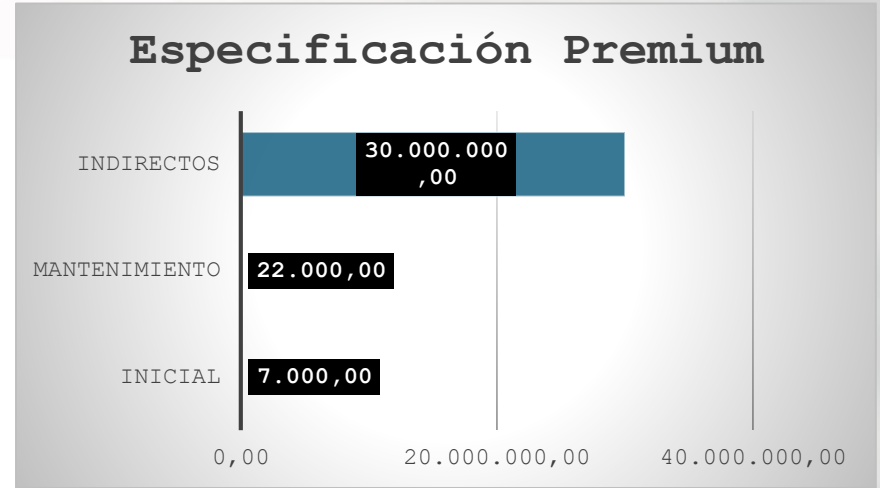 Especificación Premium
INDIRECTOS
30.000.000
,00
MANTENIMIENTO
22.000,00
INICIAL
7.000,00
0,00
20.000.000,00
40.000.000,00